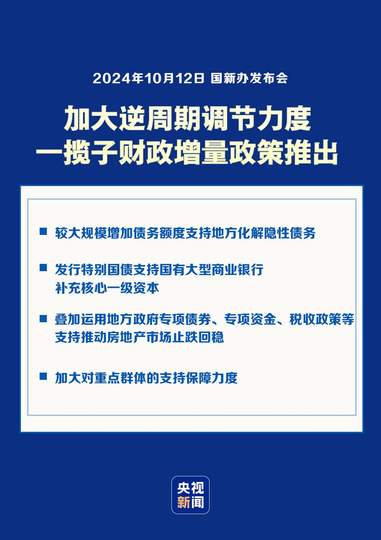 2024年10月12日 国新办发布会
加大逆周期调节力度
一揽子财政增量政策推出
较大规模增加债务额度支持地方化解隐性债务
发行特别国债支持国有大型商业银行
补充核心一级资本
叠加运用地方政府专项债券、专项资金、税收政策等
支持推动房地产市场止跌回稳
加大对重点群体的支持保障力度
央视
新闻